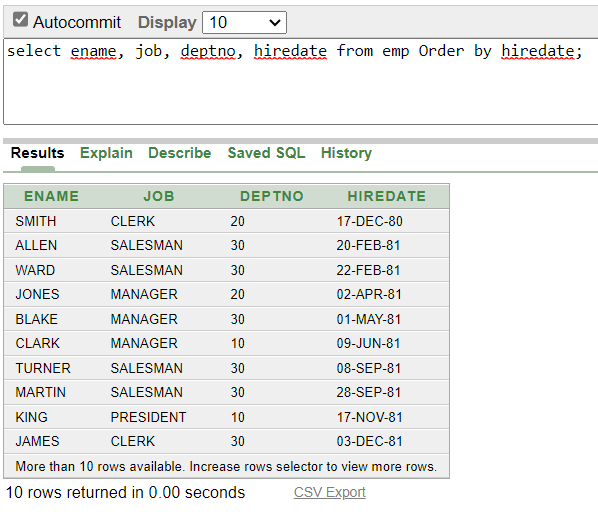 Autocommit Display 10
select ename, job, deptno, hiredate from emp Order by hiredate;
Results Explain Describe Saved SQL History
ENAME JOB DEPTNO HIREDATE
SMITH CLERK 20 17-DEC-80
ALLEN SALESMAN 30 20-FEB-81
WARD SALESMAN 30 22-FEB-81
JONES MANAGER 20 02-APR-81
BLAKE MANAGER 30 01-MAY-81
CLARK MANAGER 10 09-JUN-81
TURNER SALESMAN 30 08-SEP-81
MARTIN SALESMAN 30 28-SEP-81
KING PRESIDENT 10 17-NOV-81
JAMES CLERK 30 03-DEC-81
More than 10 rows available. Increase rows selector to view more rows.
10 rows returned in 0.00 seconds CSV Export